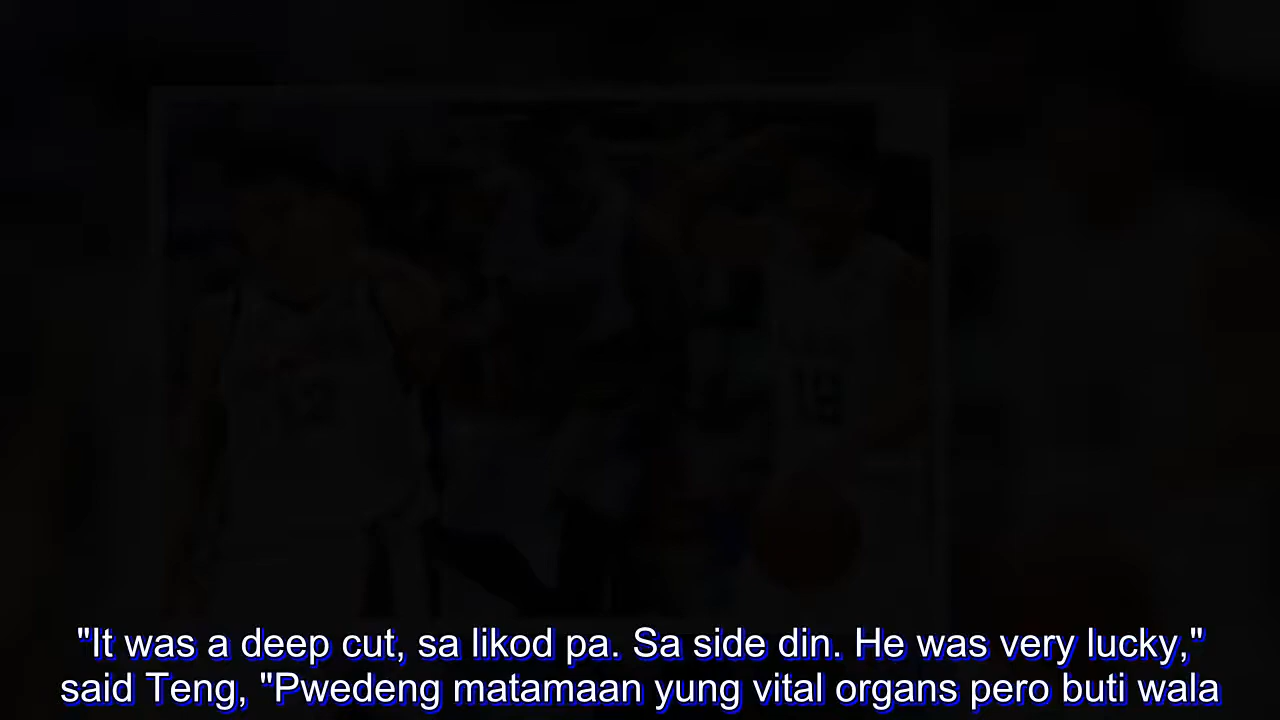 "It was a deep cut, sa likod pa. Sa side din. He was very lucky,"
said Teng, "Pwedeng matamaan yung vital organs pero buti wala